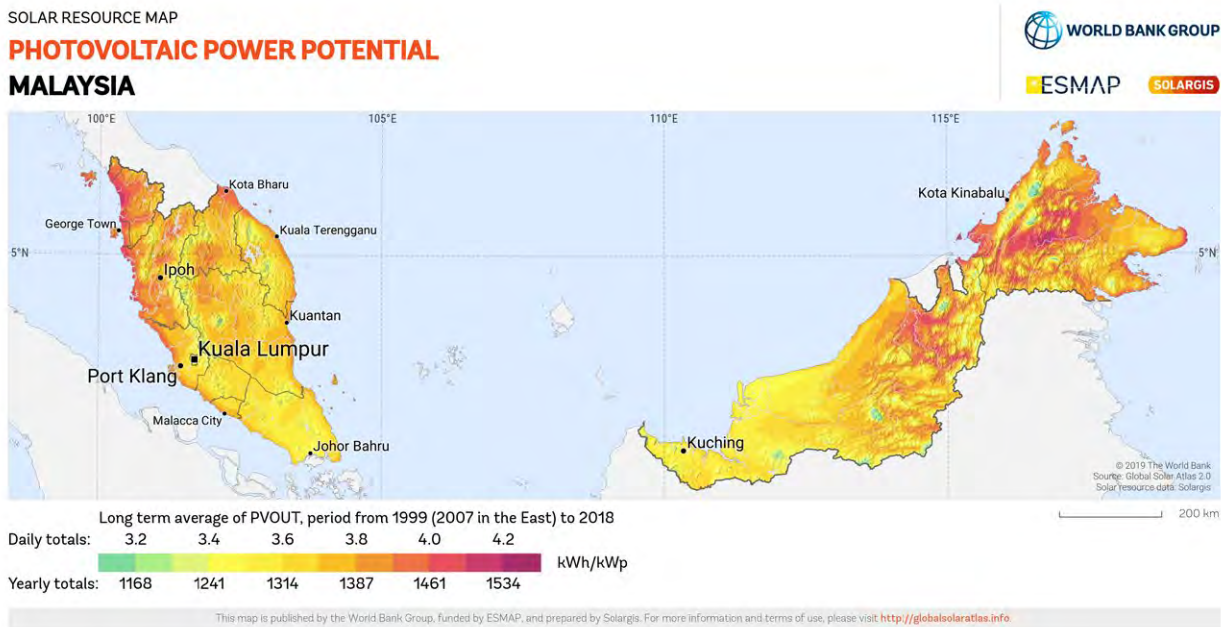 SOLAR RESOURCE MAP
PHOTOVOLTAIC POWER POTENTIAL
MALAYSIA
WORLD BANK GROUP
ESMAP
SOLARGIS
100°E 105°E 110°E 115°E
Kota Bharu
Kota Kinabalu
George Town
Kuala Terengganu
5°N 5°N
Ipoh
Kuantan
Kuala Lumpur
Port Klang
Malacca City
Johor Bahru
Kuching
© 2019 The World Bank
Source: Global Solar Atlas 2.0
Solar resource data: Solargis
Long term average of PVOUT, period from 1999 (2007 in the East) to 2018
200 km
Daily totals: 3.2 3.4 3.6 3.8 4.0 4.2
kWh/kWp
Yearly totals: 1168 1241 1314 1387 1461 1534
This map is published by the World Bank Group, funded by ESMAP, and prepared by Solargis. For more information and terms of use, please visit http://globalsolaratlas.info.